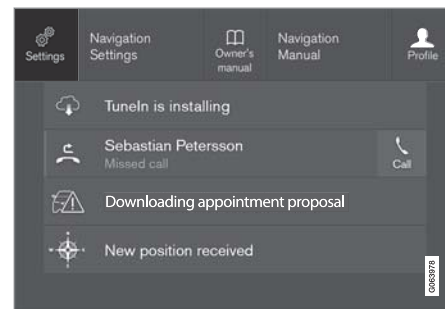 Settings
Navigation
Settings
Owner's
manual
Navigation
Manual
Profile
TuneIn is installing
Sebastian Petersson
Missed call
Call
Downloading appointment proposal
New position received
G063978